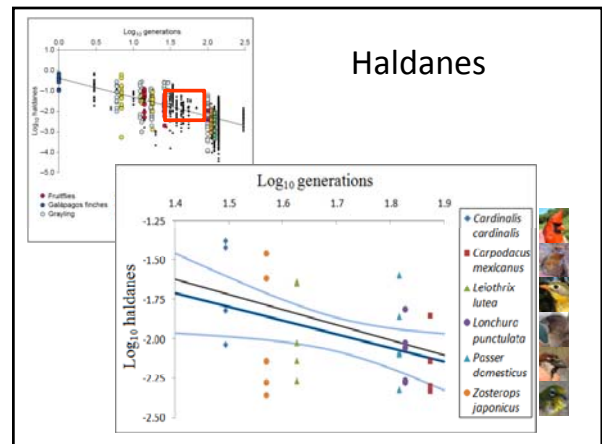 Haldanes
Log10 generations
0.0 0.5 1.0 1.5 2.0 2.5
Log10 haldanes
1.0
0.0
−1.0
−2.0
−3.0
−4.0
−5.0
Fruitflies
Galápagos finches
Grayling
Log10 generations
1.4 1.5 1.6 1.7 1.8 1.9
Log10 haldanes
-1.25
-1.50
-1.75
-2.00
-2.25
-2.50
Cardinalis
cardinalis
Carpodacus
mexicanus
Leiothrix
lutea
Lonchura
punctulata
Passer
domesticus
Zosterops
japonicus